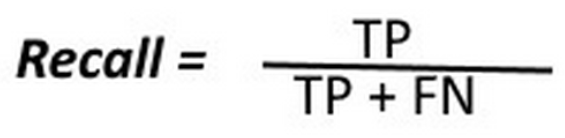 Recall = TP
TP + FN